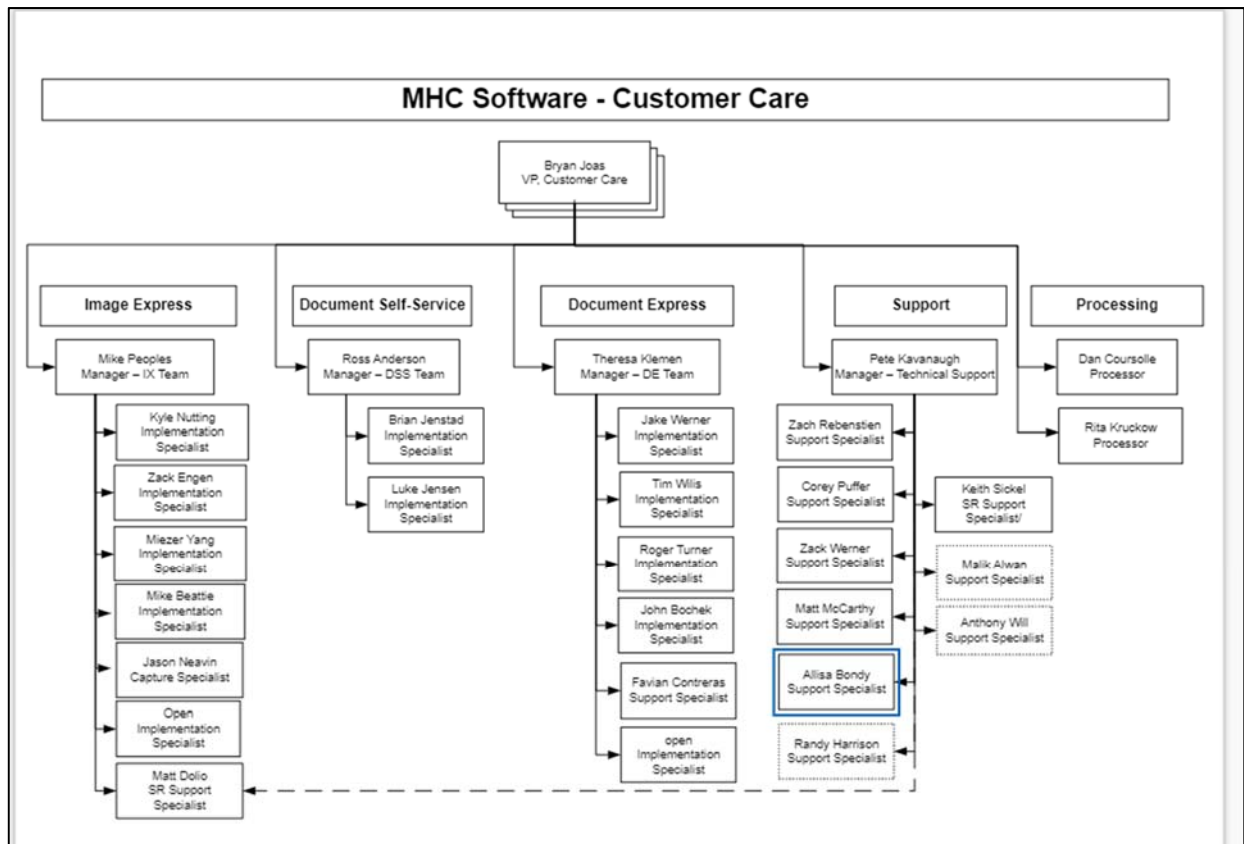 MHC Software - Customer Care
Bryan Joas
VP, Customer Care
Image Express
Document Self-Service
Document Express
Support
Processing
Mike Peoples
Manager – IX Team
Kyle Nutting
Implementation
Specialist
Zack Engen
Implementation
Specialist
Miezer Yang
Implementation
Specialist
Mike Beattie
Implementation
Specialist
Jason Neavin
Capture Specialist
Open
Implementation
Specialist
Matt Dolio
SR Support
Specialist
Ross Anderson
Manager – DSS Team
Brian Jenstad
Implementation
Specialist
Luke Jensen
Implementation
Specialist
Theresa Klemen
Manager – DE Team
Jake Werner
Implementation
Specialist
Tim Wilis
Implementation
Specialist
Roger Turner
Implementation
Specialist
John Bochek
Implementation
Specialist
Favian Contreras
Support Specialist
open
Implementation
Specialist
Pete Kavanaugh
Manager – Technical Support
Zach Rebenstien
Support Specialist
Corey Puffer
Support Specialist
Zack Werner
Support Specialist
Matt McCarthy
Support Specialist
Allisa Bondy
Support Specialist
Randy Harrison
Support Specialist
Keith Sickel
SR Support
Specialist/
Malik Alwan
Support Specialist
Anthony Will
Support Specialist
Dan Coursolle
Processor
Rita Kruckow
Processor